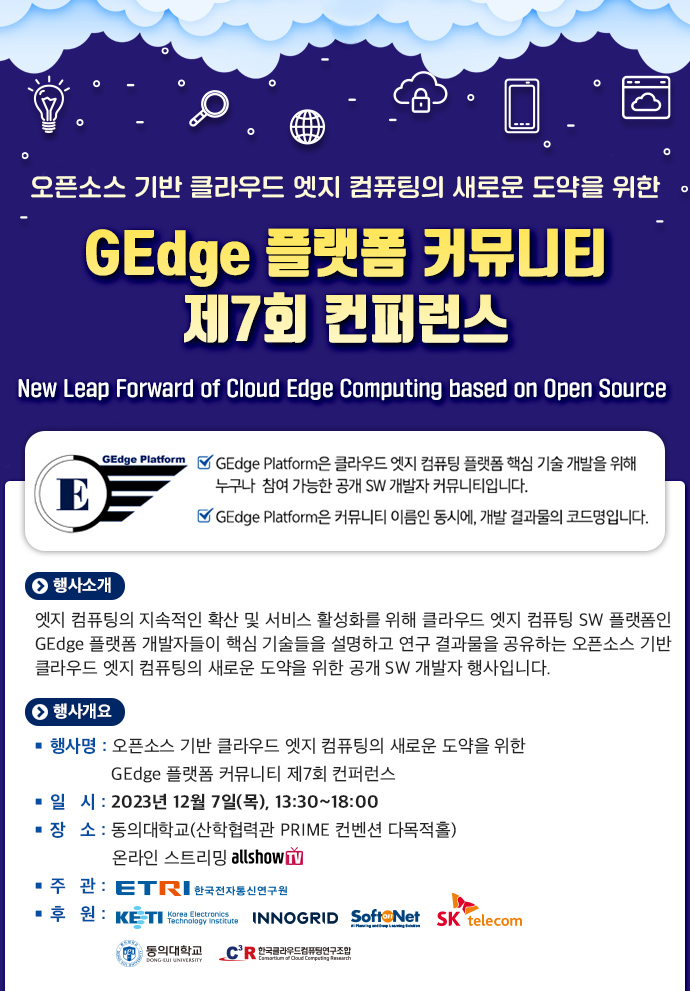 오픈소스 기반 클라우드 엣지 컴퓨팅의 새로운 도약을 위한
GEdge 플랫폼 커뮤니티
제7회 컨퍼런스
New Leap Forward of Cloud Edge Computing based on Open Source
GEdge Platform
E
GEdge Platform은 클라우드 엣지 컴퓨팅 플랫폼 핵심 기술 개발을 위해
누구나 참여 가능한 공개 SW 개발자 커뮤니티입니다.
GEdge Platform은 커뮤니티 이름인 동시에, 개발 결과물의 코드명입니다.
행사소개
엣지 컴퓨팅의 지속적인 확산 및 서비스 활성화를 위해 클라우드 엣지 컴퓨팅 SW 플랫폼인
GEdge 플랫폼 개발자들이 핵심 기술들을 설명하고 연구 결과물을 공유하는 오픈소스 기반
클라우드 엣지 컴퓨팅의 새로운 도약을 위한 공개 SW 개발자 행사입니다.
행사개요
행사명 : 오픈소스 기반 클라우드 엣지 컴퓨팅의 새로운 도약을 위한
GEdge 플랫폼 커뮤니티 제7회 컨퍼런스
일 시 : 2023년 12월 7일(목), 13:30~18:00
장 소 : 동의대학교(산학협력관 PRIME 컨벤션 다목적홀)
온라인 스트리밍 allshowTV
주 관 : ETRI 한국전자통신연구원
후 원 : KETI Korea Electronics Technology Institute INNOGRID SoftonNet AI Planning and Deep Learning Solution SK telecom
동의대학교 DONG-EUI UNIVERSITY C3R 한국클라우드컴퓨팅연구조합 Consortium of Cloud Computing Research